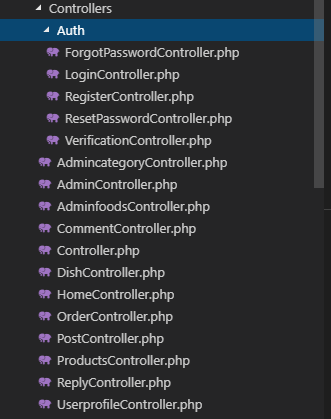 Controllers
Auth
ForgotPasswordController.php
LoginController.php
RegisterController.php
ResetPasswordController.php
VerificationController.php
AdmincategoryController.php
AdminController.php
AdminfoodsController.php
CommentController.php
Controller.php
DishController.php
HomeController.php
OrderController.php
PostController.php
ProductsController.php
ReplyController.php
UserprofileController.php